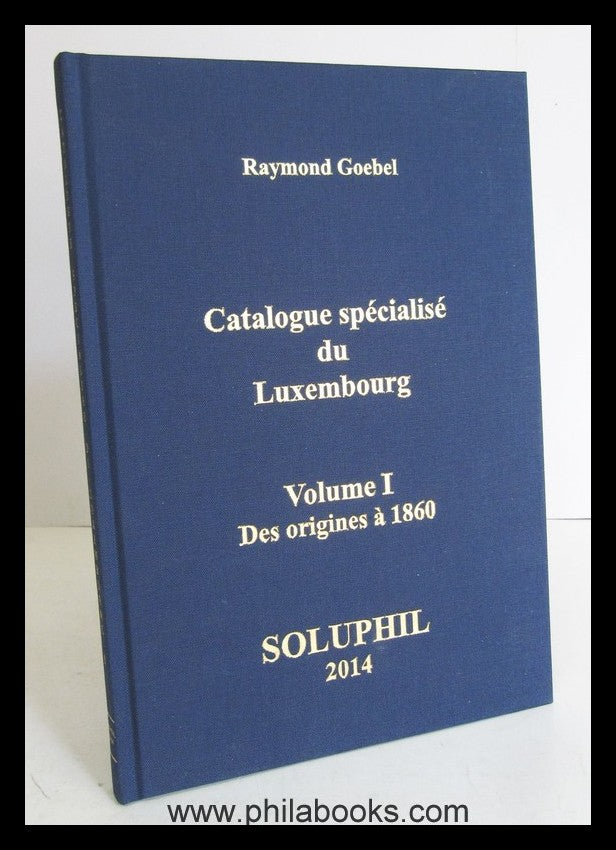 Raymond Goebel
Catalogue spécialisé
du
Luxembourg
Volume I
Des origines à 1860
SOLUPHIL
2014
www.philabooks.com